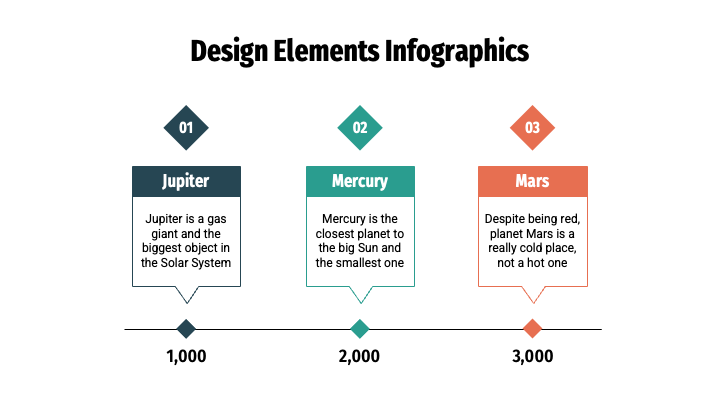 Design Elements Infographics
01
02
03
Jupiter
Mercury
Mars
Jupiter is a gas
giant and the
biggest object in
the Solar System
Mercury is the
closest planet to
the big Sun and
the smallest one
Despite being red,
planet Mars is a
really cold place,
not a hot one
1,000
2,000
3,000